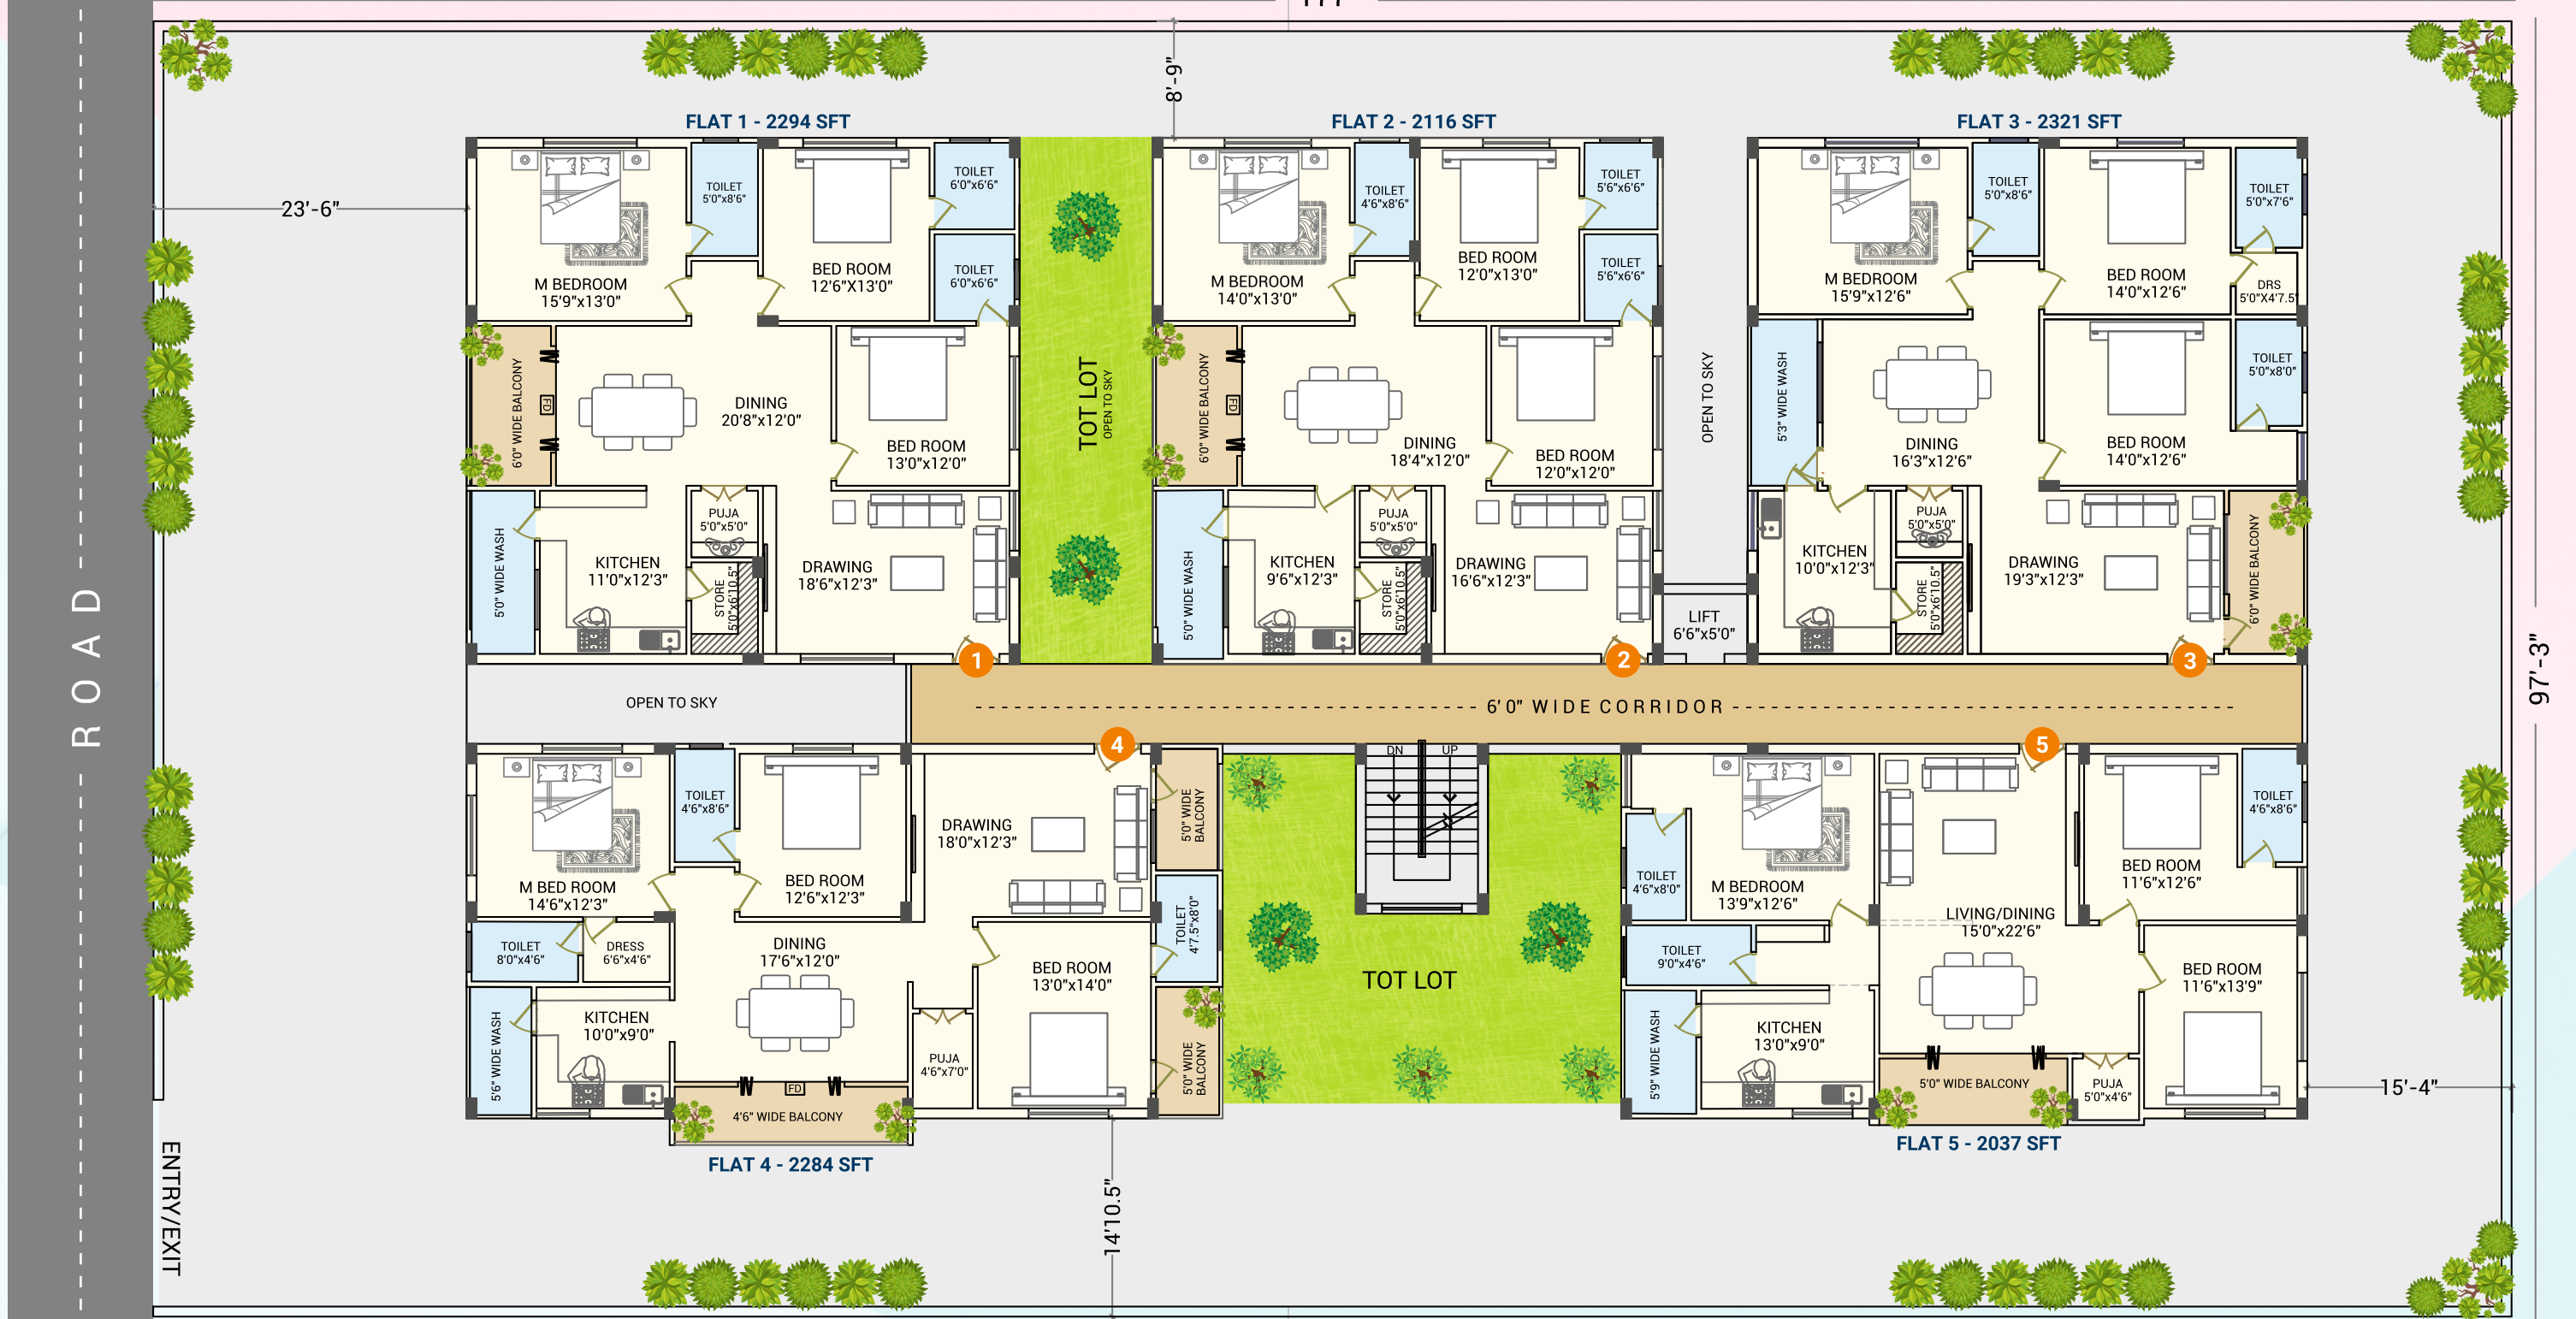 8'-9"
FLAT 1 - 2294 SFT
FLAT 2 - 2116 SFT
FLAT 3 - 2321 SFT
23'-6"
M BEDROOM
15'9"x13'0"
TOILET
5'0"x8'6"
BED ROOM
12'6"X13'0"
TOILET
6'0"x6'6"
TOILET
6'0"x6'6"
6'0" WIDE BALCONY
FD
DINING
20'8"x12'0"
BED ROOM
13'0"x12'0"
5'0" WIDE WASH
KITCHEN
11'0"x12'3"
PUJA
5'0"x5'0"
STORE
5'0"x6'10.5"
DRAWING
18'6"x12'3"
1
TOT LOT
OPEN TO SKY
M BEDROOM
14'0"x13'0"
TOILET
4'6"x8'6"
BED ROOM
12'0"x13'0"
TOILET
5'6"x6'6"
TOILET
5'6"x6'6"
6'0" WIDE BALCONY
FD
DINING
18'4"x12'0"
BED ROOM
12'0"x12'0"
5'0" WIDE WASH
KITCHEN
9'6"x12'3"
PUJA
5'0"x5'0"
STORE
5'0"x6'10.5"
DRAWING
16'6"x12'3"
2
OPEN TO SKY
LIFT
6'6"x5'0"
M BEDROOM
15'9"x12'6"
TOILET
5'0"x8'6"
BED ROOM
14'0"x12'6"
TOILET
5'0"x7'6"
DRS
5'0"X4'7.5"
5'3" WIDE WASH
DINING
16'3"x12'6"
BED ROOM
14'0"x12'6"
TOILET
5'0"x8'0"
KITCHEN
10'0"x12'3"
PUJA
5'0"x5'0"
STORE
5'0"x6'10.5"
DRAWING
19'3"x12'3"
6'0" WIDE BALCONY
3
ROAD
97'-3"
OPEN TO SKY
6'0" WIDE CORRIDOR
4
M BED ROOM
14'6"x12'3"
TOILET
4'6"x8'6"
BED ROOM
12'6"x12'3"
DRAWING
18'0"x12'3"
5'0" WIDE
BALCONY
TOILET
4'7.5"x8'0"
TOILET
8'0"x4'6"
DRESS
6'6"x4'6"
DINING
17'6"x12'0"
BED ROOM
13'0"x14'0"
5'6" WIDE WASH
KITCHEN
10'0"x9'0"
PUJA
4'6"x7'0"
5'0" WIDE
BALCONY
FD
4'6" WIDE BALCONY
FLAT 4 - 2284 SFT
DN
UP
TOT LOT
5
M BEDROOM
13'9"x12'6"
TOILET
4'6"x8'0"
TOILET
9'0"x4'6"
LIVING/DINING
15'0"x22'6"
BED ROOM
11'6"x12'6"
TOILET
4'6"x8'6"
BED ROOM
11'6"x13'9"
5'9" WIDE WASH
KITCHEN
13'0"x9'0"
5'0" WIDE BALCONY
PUJA
5'0"x4'6"
FLAT 5 - 2037 SFT
15'-4"
14'10.5"
ENTRY/EXIT